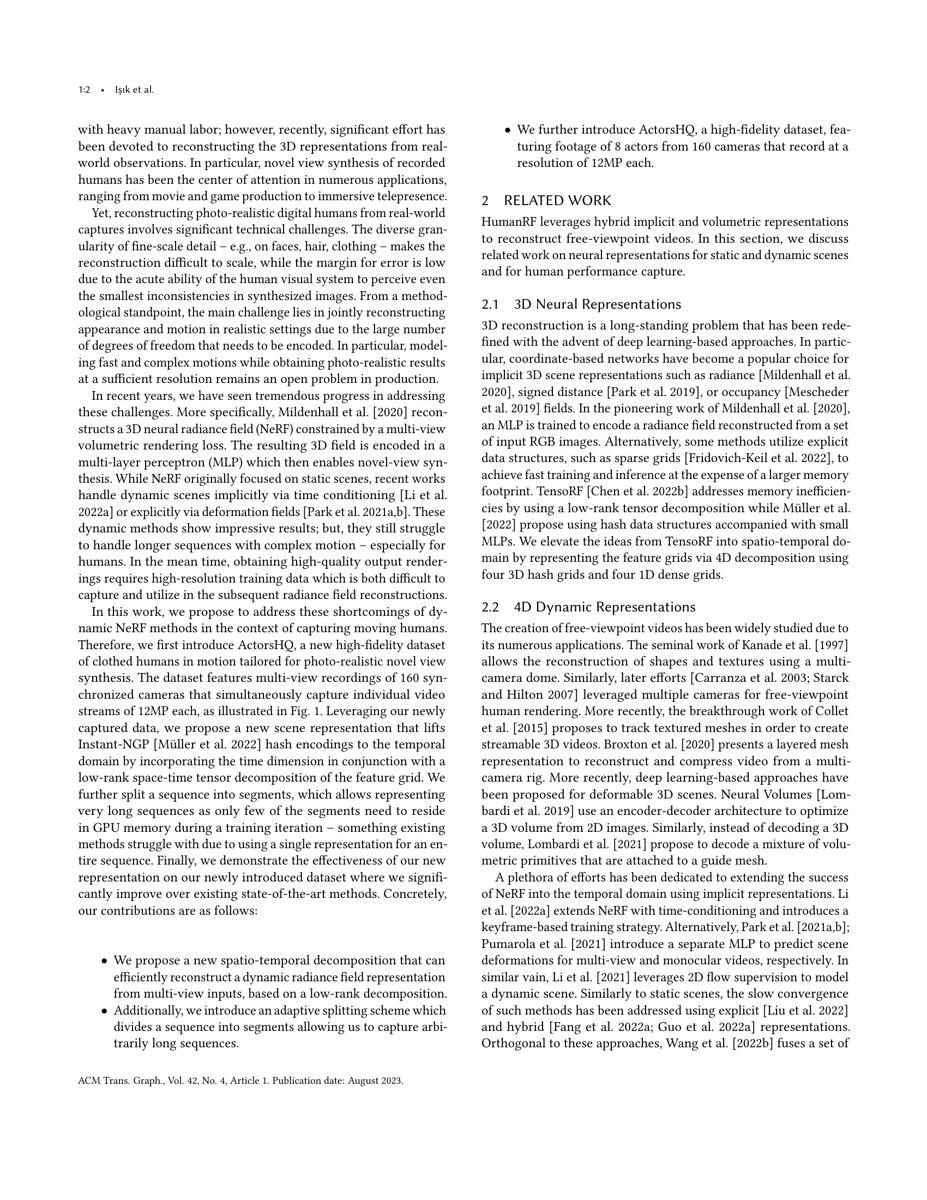 1:2 • Işık et al.
with heavy manual labor; however, recently, significant effort has
been devoted to reconstructing the 3D representations from real-
world observations. In particular, novel view synthesis of recorded
humans has been the center of attention in numerous applications,
ranging from movie and game production to immersive telepresence.
Yet, reconstructing photo-realistic digital humans from real-world
captures involves significant technical challenges. The diverse gran-
ularity of fine-scale detail – e.g., on faces, hair, clothing – makes the
reconstruction difficult to scale, while the margin for error is low
due to the acute ability of the human visual system to perceive even
the smallest inconsistencies in synthesized images. From a method-
ological standpoint, the main challenge lies in jointly reconstructing
appearance and motion in realistic settings due to the large number
of degrees of freedom that needs to be encoded. In particular, model-
ing fast and complex motions while obtaining photo-realistic results
at a sufficient resolution remains an open problem in production.
In recent years, we have seen tremendous progress in addressing
these challenges. More specifically, Mildenhall et al. [2020] recon-
structs a 3D neural radiance field (NeRF) constrained by a multi-view
volumetric rendering loss. The resulting 3D field is encoded in a
multi-layer perceptron (MLP) which then enables novel-view syn-
thesis. While NeRF originally focused on static scenes, recent works
handle dynamic scenes implicitly via time conditioning [Li et al.
2022a] or explicitly via deformation fields [Park et al. 2021a,b]. These
dynamic methods show impressive results; but, they still struggle
to handle longer sequences with complex motion – especially for
humans. In the mean time, obtaining high-quality output render-
ings requires high-resolution training data which is both difficult to
capture and utilize in the subsequent radiance field reconstructions.
In this work, we propose to address these shortcomings of dy-
namic NeRF methods in the context of capturing moving humans.
Therefore, we first introduce ActorsHQ, a new high-fidelity dataset
of clothed humans in motion tailored for photo-realistic novel view
synthesis. The dataset features multi-view recordings of 160 syn-
chronized cameras that simultaneously capture individual video
streams of 12MP each, as illustrated in Fig. 1. Leveraging our newly
captured data, we propose a new scene representation that lifts
Instant-NGP [Müller et al. 2022] hash encodings to the temporal
domain by incorporating the time dimension in conjunction with a
low-rank space-time tensor decomposition of the feature grid. We
further split a sequence into segments, which allows representing
very long sequences as only few of the segments need to reside
in GPU memory during a training iteration – something existing
methods struggle with due to using a single representation for an en-
tire sequence. Finally, we demonstrate the effectiveness of our new
representation on our newly introduced dataset where we signifi-
cantly improve over existing state-of-the-art methods. Concretely,
our contributions are as follows:
• We propose a new spatio-temporal decomposition that can
efficiently reconstruct a dynamic radiance field representation
from multi-view inputs, based on a low-rank decomposition.
• Additionally, we introduce an adaptive splitting scheme which
divides a sequence into segments allowing us to capture arbi-
trarily long sequences.
• We further introduce ActorsHQ, a high-fidelity dataset, fea-
turing footage of 8 actors from 160 cameras that record at a
resolution of 12MP each.
2 RELATED WORK
HumanRF leverages hybrid implicit and volumetric representations
to reconstruct free-viewpoint videos. In this section, we discuss
related work on neural representations for static and dynamic scenes
and for human performance capture.
2.1 3D Neural Representations
3D reconstruction is a long-standing problem that has been rede-
fined with the advent of deep learning-based approaches. In partic-
ular, coordinate-based networks have become a popular choice for
implicit 3D scene representations such as radiance [Mildenhall et al.
2020], signed distance [Park et al. 2019], or occupancy [Mescheder
et al. 2019] fields. In the pioneering work of Mildenhall et al. [2020],
an MLP is trained to encode a radiance field reconstructed from a set
of input RGB images. Alternatively, some methods utilize explicit
data structures, such as sparse grids [Fridovich-Keil et al. 2022], to
achieve fast training and inference at the expense of a larger memory
footprint. TensoRF [Chen et al. 2022b] addresses memory inefficien-
cies by using a low-rank tensor decomposition while Müller et al.
[2022] propose using hash data structures accompanied with small
MLPs. We elevate the ideas from TensoRF into spatio-temporal do-
main by representing the feature grids via 4D decomposition using
four 3D hash grids and four 1D dense grids.
2.2 4D Dynamic Representations
The creation of free-viewpoint videos has been widely studied due to
its numerous applications. The seminal work of Kanade et al. [1997]
allows the reconstruction of shapes and textures using a multi-
camera dome. Similarly, later efforts [Carranza et al. 2003; Starck
and Hilton 2007] leveraged multiple cameras for free-viewpoint
human rendering. More recently, the breakthrough work of Collet
et al. [2015] proposes to track textured meshes in order to create
streamable 3D videos. Broxton et al. [2020] presents a layered mesh
representation to reconstruct and compress video from a multi-
camera rig. More recently, deep learning-based approaches have
been proposed for deformable 3D scenes. Neural Volumes [Lom-
bardi et al. 2019] use an encoder-decoder architecture to optimize
a 3D volume from 2D images. Similarly, instead of decoding a 3D
volume, Lombardi et al. [2021] propose to decode a mixture of volu-
metric primitives that are attached to a guide mesh.
A plethora of efforts has been dedicated to extending the success
of NeRF into the temporal domain using implicit representations. Li
et al. [2022a] extends NeRF with time-conditioning and introduces a
keyframe-based training strategy. Alternatively, Park et al. [2021a,b];
Pumarola et al. [2021] introduce a separate MLP to predict scene
deformations for multi-view and monocular videos, respectively. In
similar vain, Li et al. [2021] leverages 2D flow supervision to model
a dynamic scene. Similarly to static scenes, the slow convergence
of such methods has been addressed using explicit [Liu et al. 2022]
and hybrid [Fang et al. 2022a; Guo et al. 2022a] representations.
Orthogonal to these approaches, Wang et al. [2022b] fuses a set of
ACM Trans. Graph., Vol. 42, No. 4, Article 1. Publication date: August 2023.